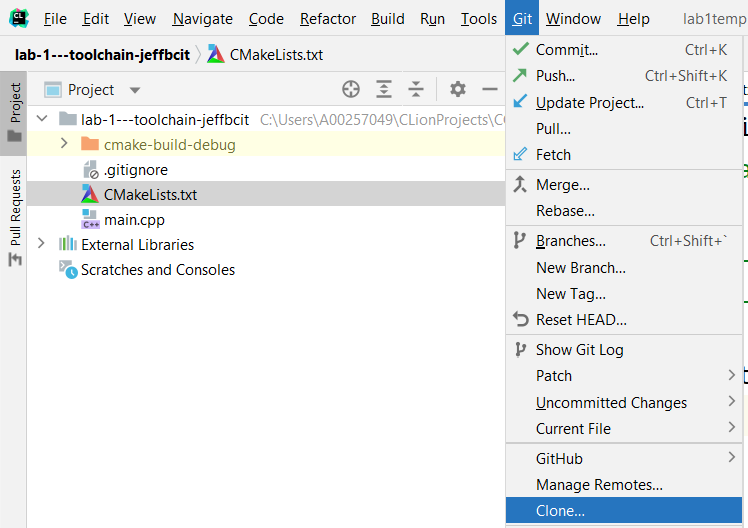 CL File Edit View Navigate Code Refactor Build Run Tools Git Window Help lab1temp
lab-1---toolchain-jeffbcit CMakeLists.txt
Project
Pull Requests
Project
lab-1---toolchain-jeffbcit C:\Users\A00257049\CLionProjects\C
cmake-build-debug
.gitignore
CMakeLists.txt
C++ main.cpp
External Libraries
Scratches and Consoles
Commit... Ctrl+K
Push... Ctrl+Shift+K
Update Project... Ctrl+T
Pull...
Fetch
Merge...
Rebase...
Branches... Ctrl+Shift+`
New Branch...
New Tag...
Reset HEAD...
Show Git Log
Patch
Uncommitted Changes
Current File
GitHub
Manage Remotes...
Clone...